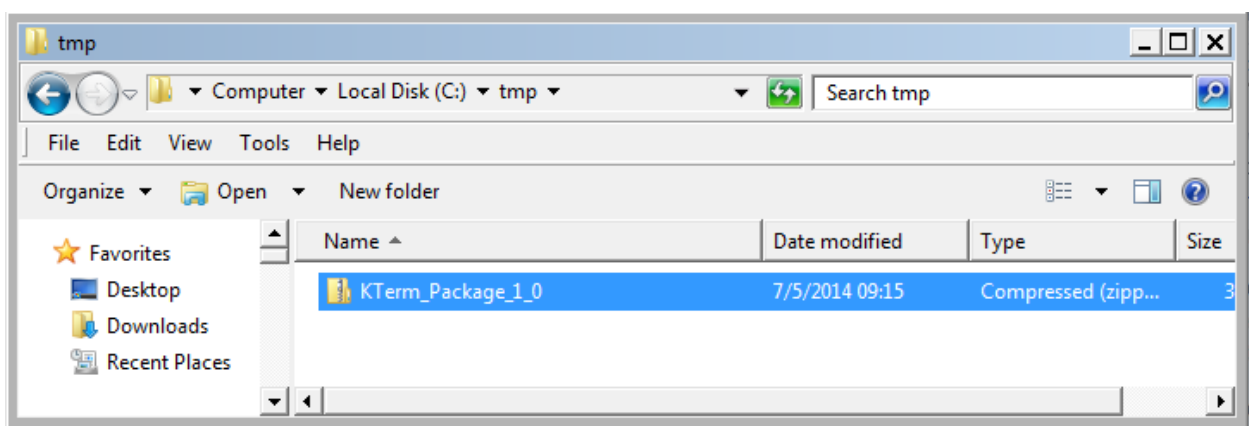 tmp
Computer Local Disk (C:) tmp Search tmp
File Edit View Tools Help
Organize Open New folder
Favorites Name Date modified Type Size
Desktop KTerm_Package_1_0 7/5/2014 09:15 Compressed (zipp... 3
Downloads
Recent Places